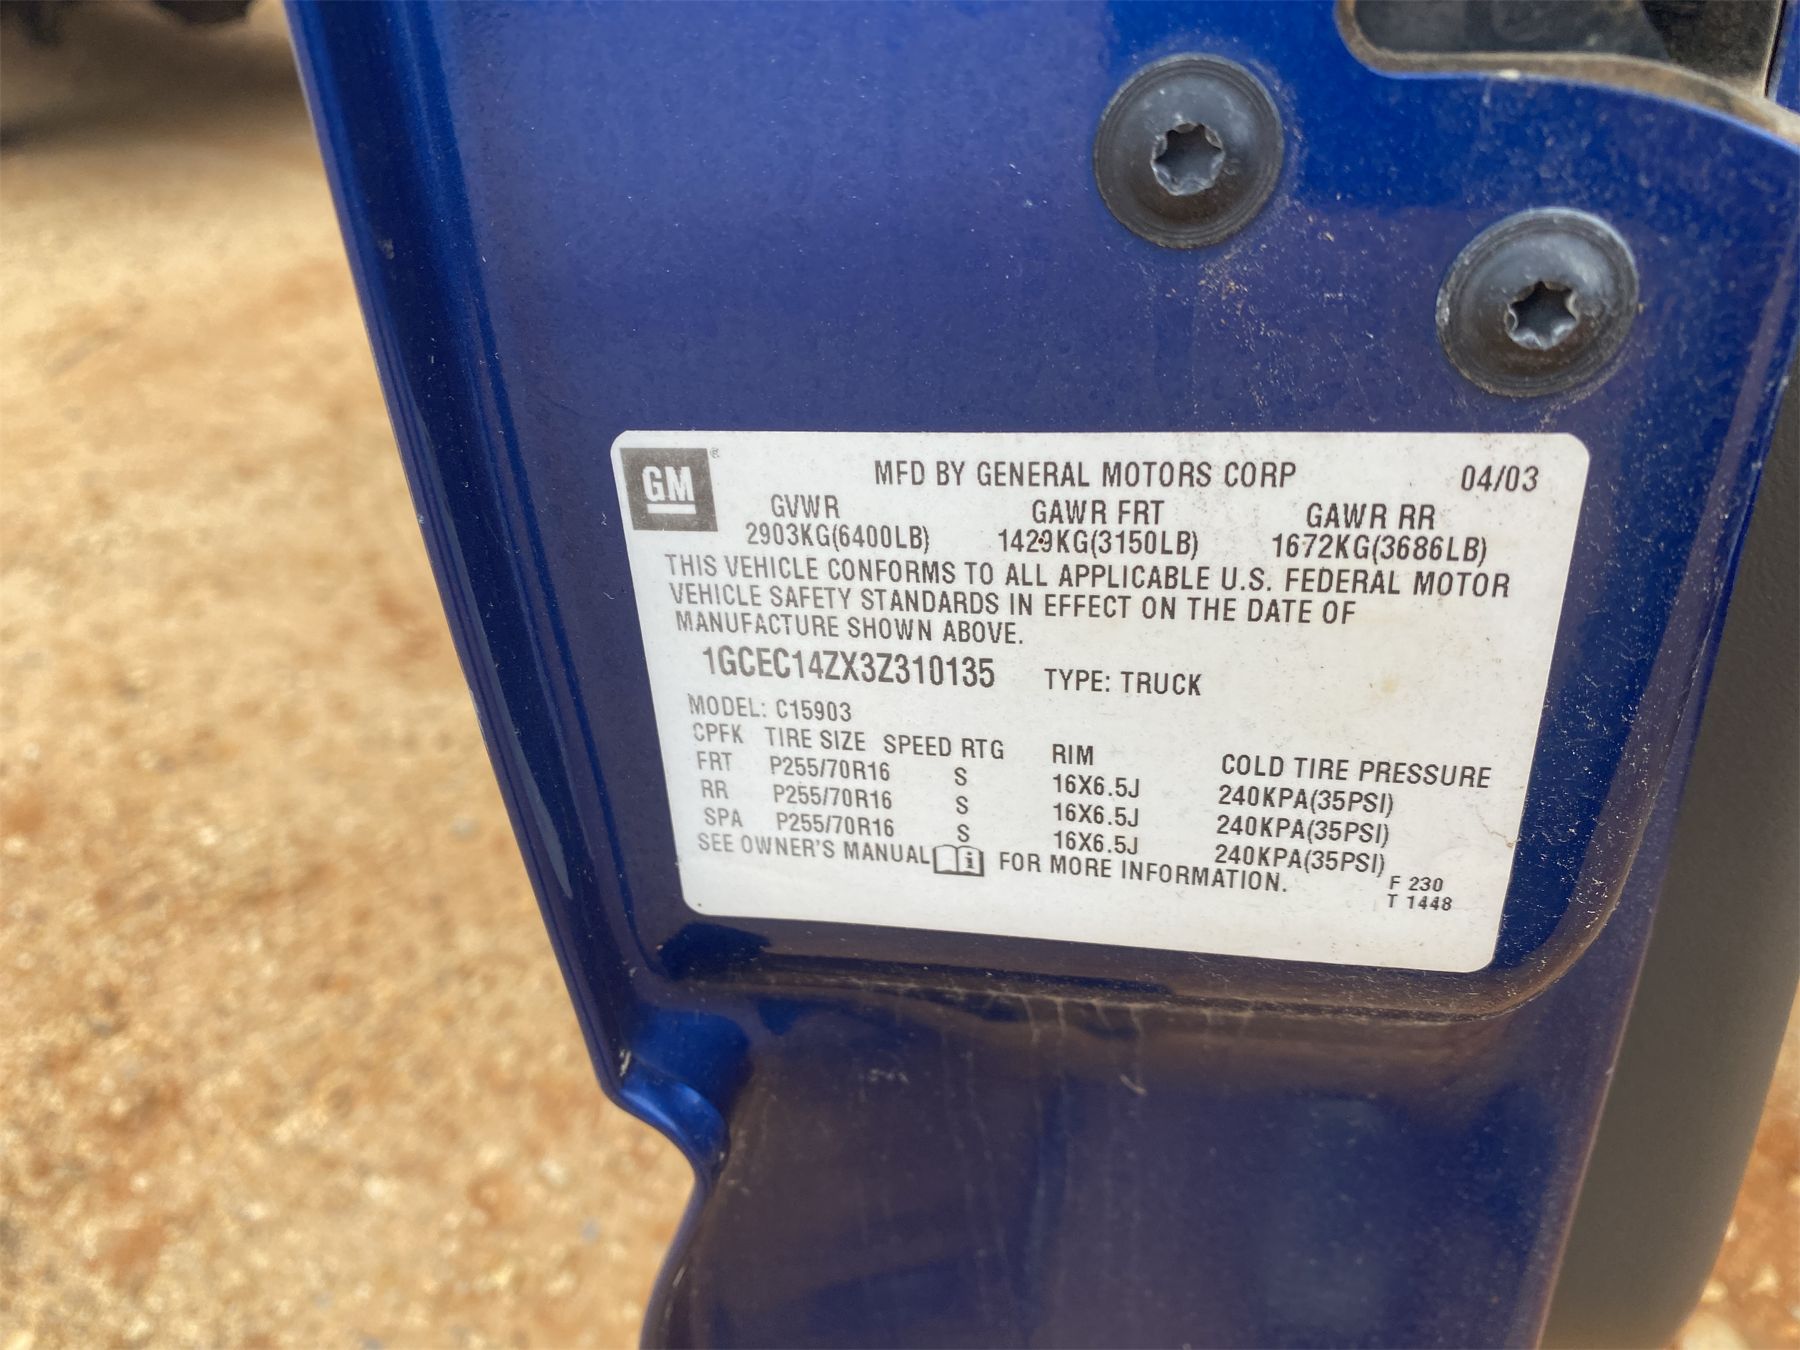 GM ®
MFD BY GENERAL MOTORS CORP 04/03
GVWR GAWR FRT GAWR RR
2903KG(6400LB) 1429KG(3150LB) 1672KG(3686LB)
THIS VEHICLE CONFORMS TO ALL APPLICABLE U.S. FEDERAL MOTOR
VEHICLE SAFETY STANDARDS IN EFFECT ON THE DATE OF
MANUFACTURE SHOWN ABOVE.
1GCEC14ZX3Z310135 TYPE: TRUCK
MODEL: C15903
CPFK TIRE SIZE SPEED RTG RIM COLD TIRE PRESSURE
FRT P255/70R16 S 16X6.5J 240KPA(35PSI)
RR P255/70R16 S 16X6.5J 240KPA(35PSI)
SPA P255/70R16 S 16X6.5J 240KPA(35PSI)
SEE OWNER'S MANUAL i FOR MORE INFORMATION.
F 230
T 1448